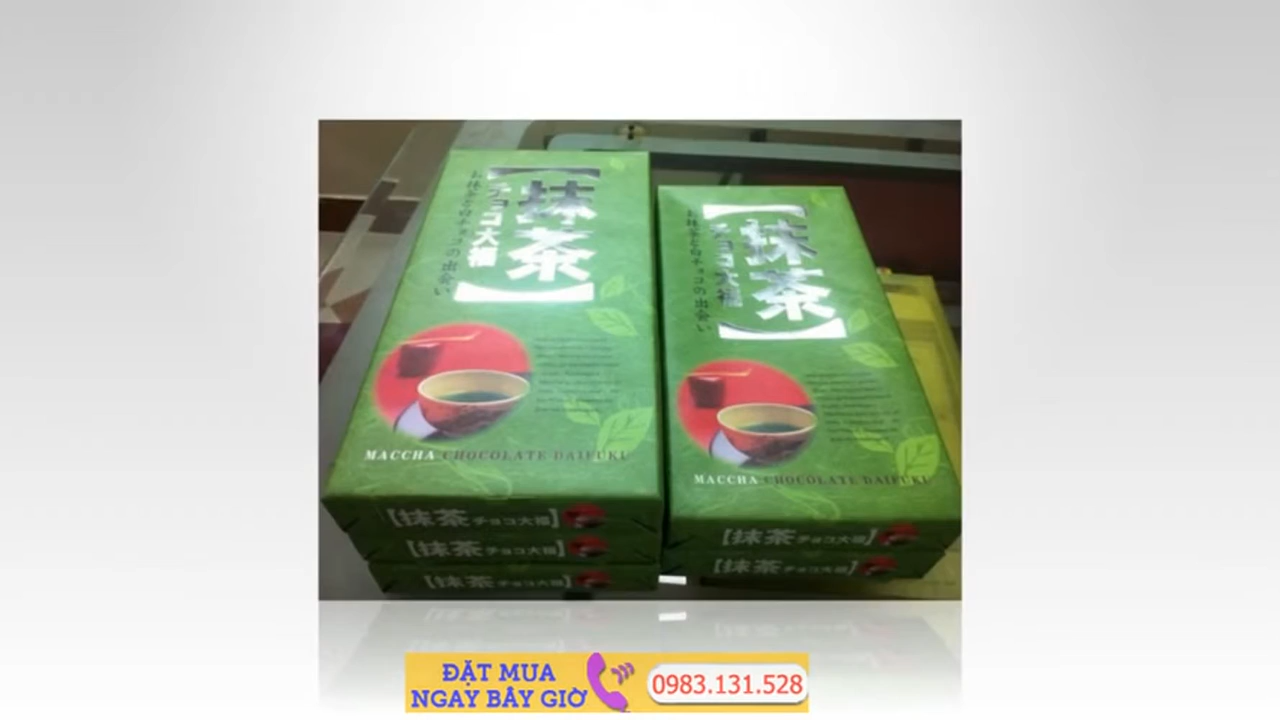 【抹茶】
チョコ大福
お抹茶と白チョコの出会い
MACCHA CHOCOLATE DAIFUKU
【抹茶チョコ大福】
【抹茶チョコ大福】
【抹茶チョコ大福】
【抹茶】
チョコ大福
お抹茶と白チョコの出会い
MACCHA CHOCOLATE DAIFUKU
【抹茶チョコ大福】
【抹茶チョコ大福】
ĐẶT MUA
NGAY BÂY GIỜ
0983.131.528